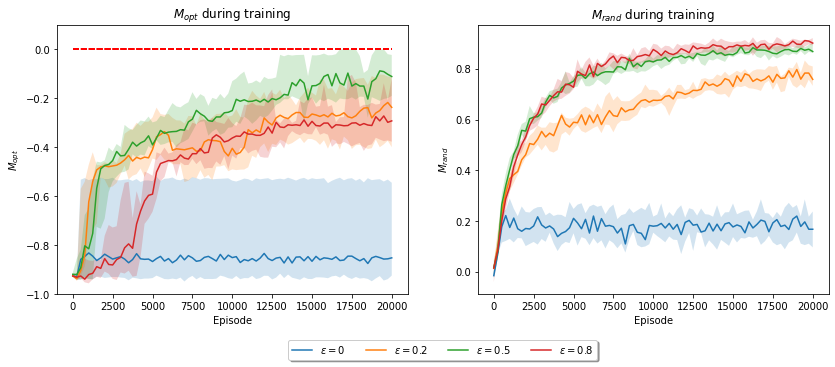 M_opt during training
0.0
−0.2
−0.4
−0.6
−0.8
−1.0
M_opt
0 2500 5000 7500 10000 12500 15000 17500 20000
Episode
M_rand during training
0.8
0.6
0.4
0.2
0.0
M_rand
0 2500 5000 7500 10000 12500 15000 17500 20000
Episode
ε = 0 ε = 0.2 ε = 0.5 ε = 0.8